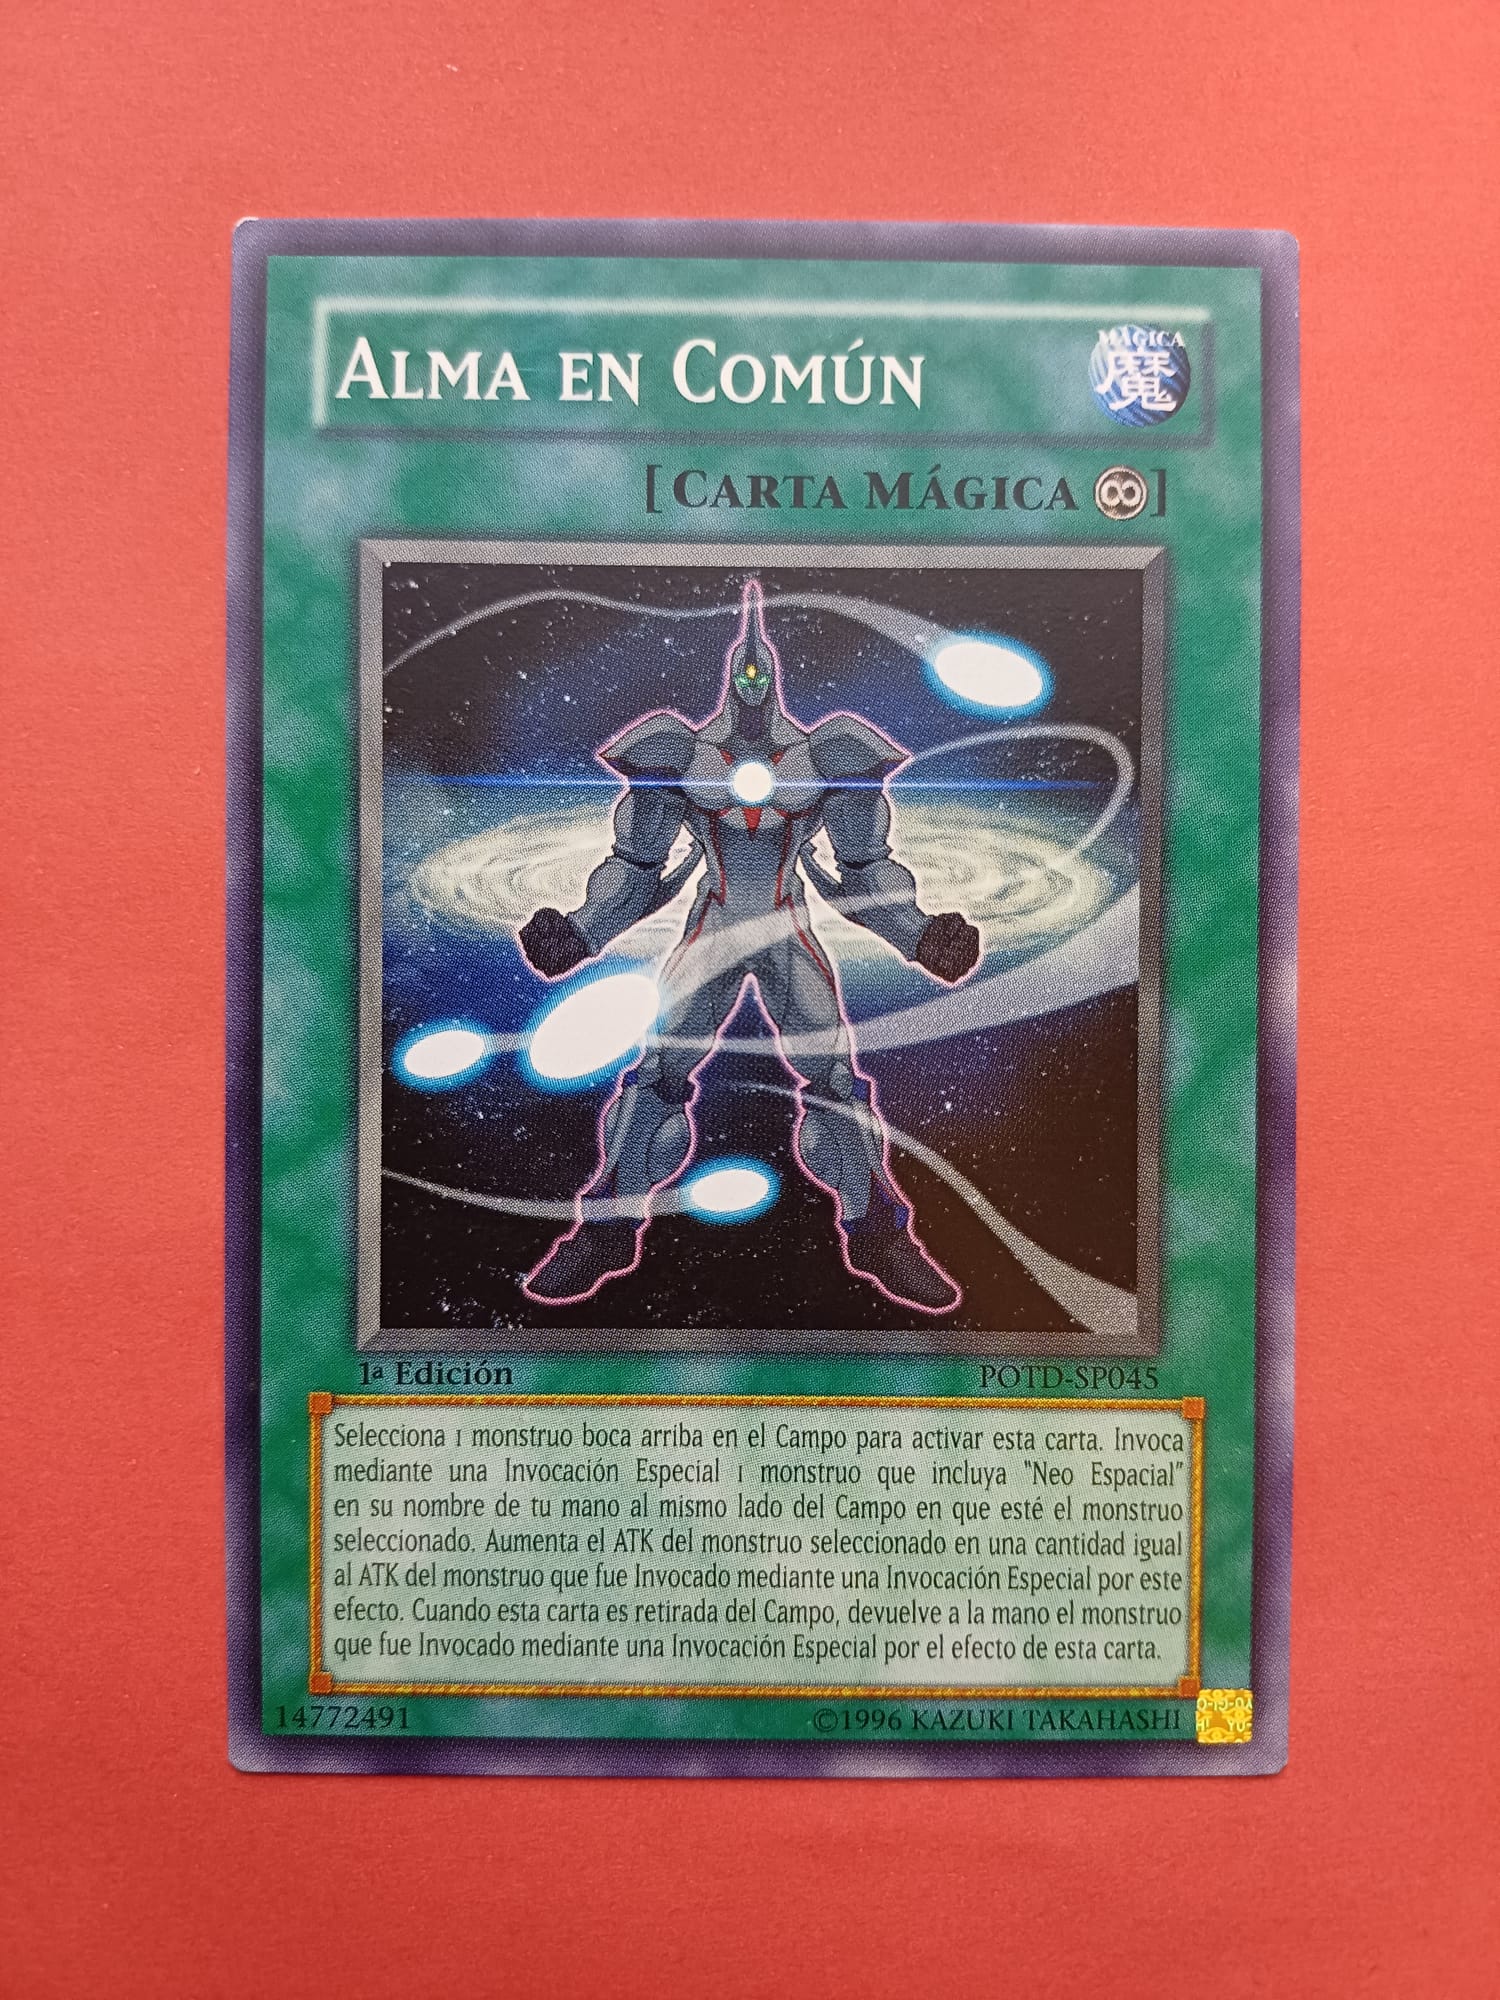 ALMA EN COMÚN
MÁGICA
魔
[CARTA MÁGICA ]
1ª Edición
POTD-SP045
Selecciona 1 monstruo boca arriba en el Campo para activar esta carta. Invoca
mediante una Invocación Especial 1 monstruo que incluya "Neo Espacial"
en su nombre de tu mano al mismo lado del Campo en que esté el monstruo
seleccionado. Aumenta el ATK del monstruo seleccionado en una cantidad igual
al ATK del monstruo que fue Invocado mediante una Invocación Especial por este
efecto. Cuando esta carta es retirada del Campo, devuelve a la mano el monstruo
que fue Invocado mediante una Invocación Especial por el efecto de esta carta.
14772491
©1996 KAZUKI TAKAHASHI